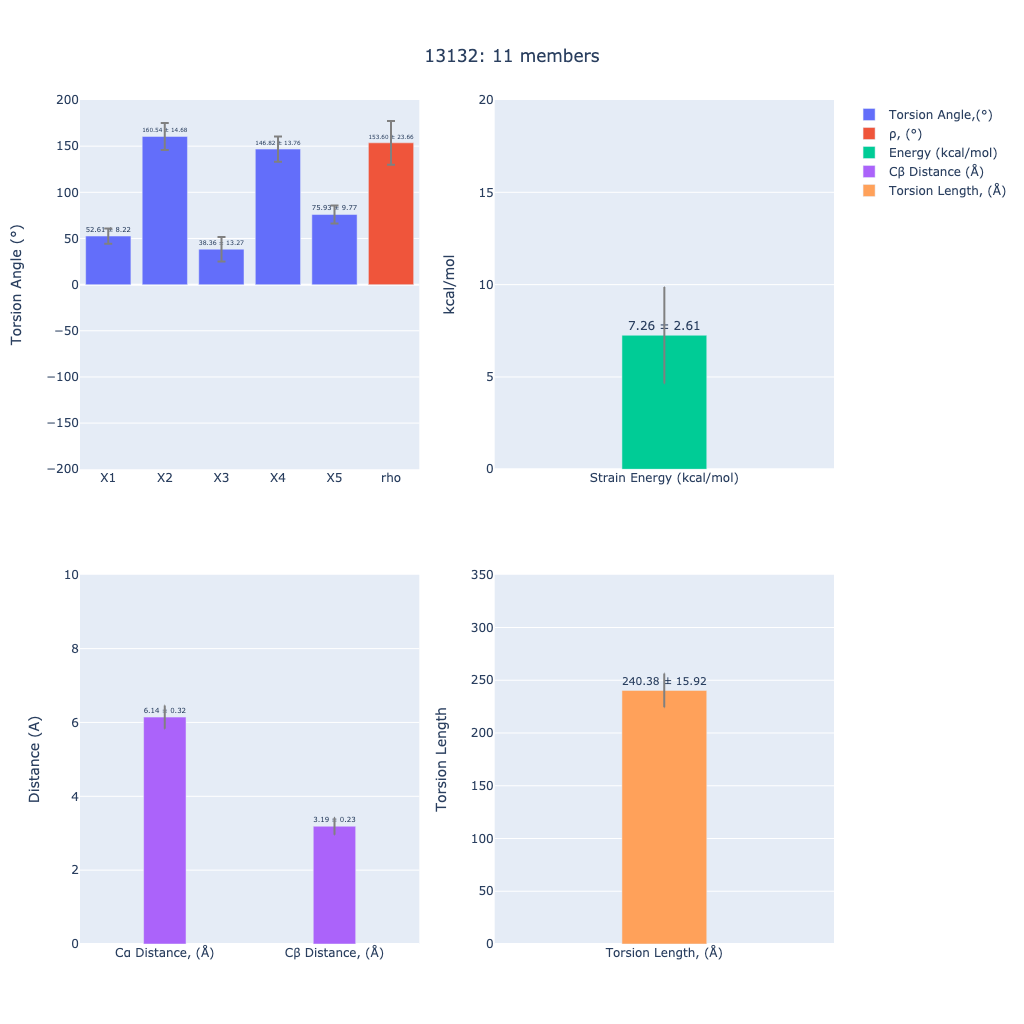 13132: 11 members
Torsion Angle (°)
200
150
100
50
0
−50
−100
−150
−200
52.61 ± 8.22
160.54 ± 14.68
38.36 ± 13.27
146.82 ± 13.76
75.93 ± 9.77
153.60 ± 23.66
X1 X2 X3 X4 X5 rho
kcal/mol
20
15
10
5
0
7.26 ± 2.61
Strain Energy (kcal/mol)
Torsion Angle,(°)
ρ, (°)
Energy (kcal/mol)
Cβ Distance (Å)
Torsion Length, (Å)
Distance (A)
10
8
6
4
2
0
6.14 ± 0.32
3.19 ± 0.23
Cα Distance, (Å) Cβ Distance, (Å)
Torsion Length
350
300
250
200
150
100
50
0
240.38 ± 15.92
Torsion Length, (Å)